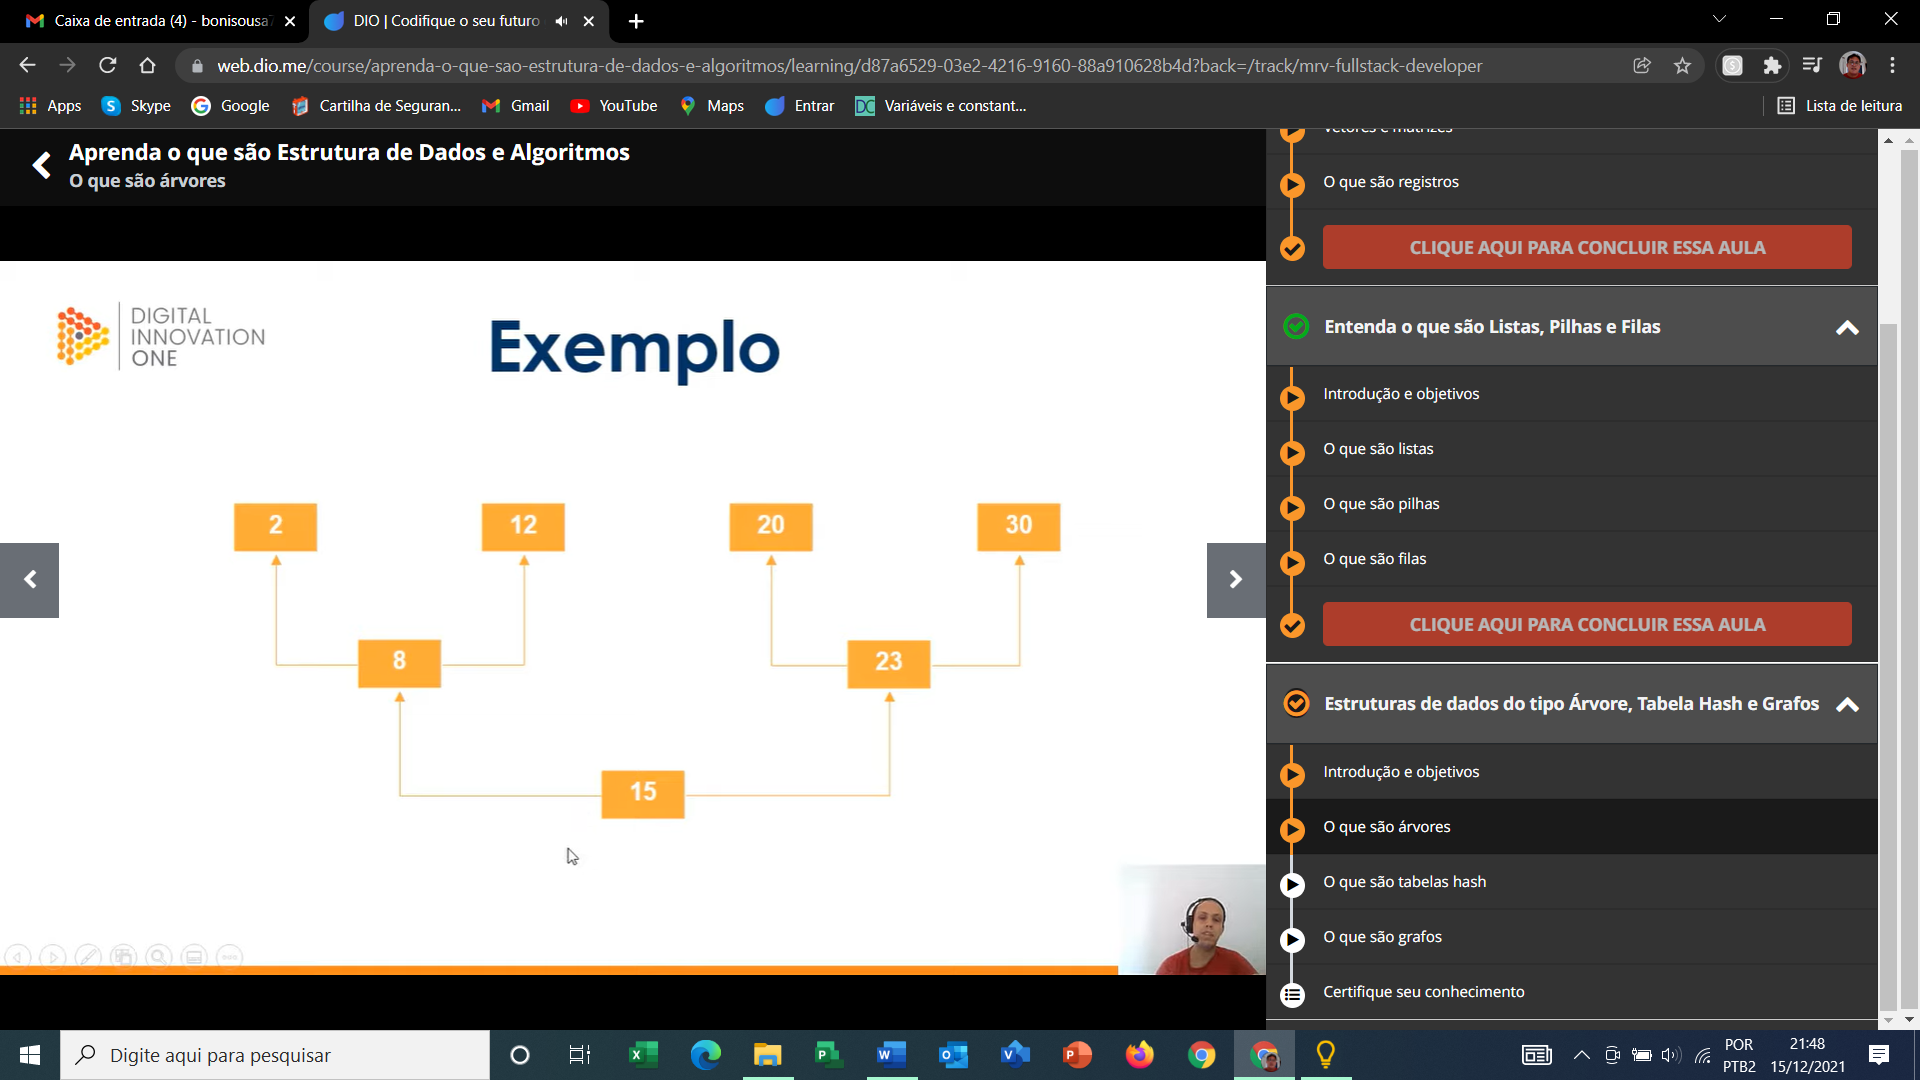 Caixa de entrada (4) - bonisousa7
DIO | Codifique o seu futuro
web.dio.me/course/aprenda-o-que-sao-estrutura-de-dados-e-algoritmos/learning/d87a6529-03e2-4216-9160-88a910628b4d?back=/track/mrv-fullstack-developer
Apps
Skype
Google
Cartilha de Seguran...
Gmail
YouTube
Maps
Entrar
DC
Variáveis e constant...
Lista de leitura
Aprenda o que são Estrutura de Dados e Algoritmos
O que são árvores
DIGITAL
INNOVATION
ONE
Exemplo
2
12
20
30
8
23
15
Vetores e matrizes
O que são registros
CLIQUE AQUI PARA CONCLUIR ESSA AULA
Entenda o que são Listas, Pilhas e Filas
Introdução e objetivos
O que são listas
O que são pilhas
O que são filas
CLIQUE AQUI PARA CONCLUIR ESSA AULA
Estruturas de dados do tipo Árvore, Tabela Hash e Grafos
Introdução e objetivos
O que são árvores
O que são tabelas hash
O que são grafos
Certifique seu conhecimento
Digite aqui para pesquisar
POR
PTB2
21:48
15/12/2021